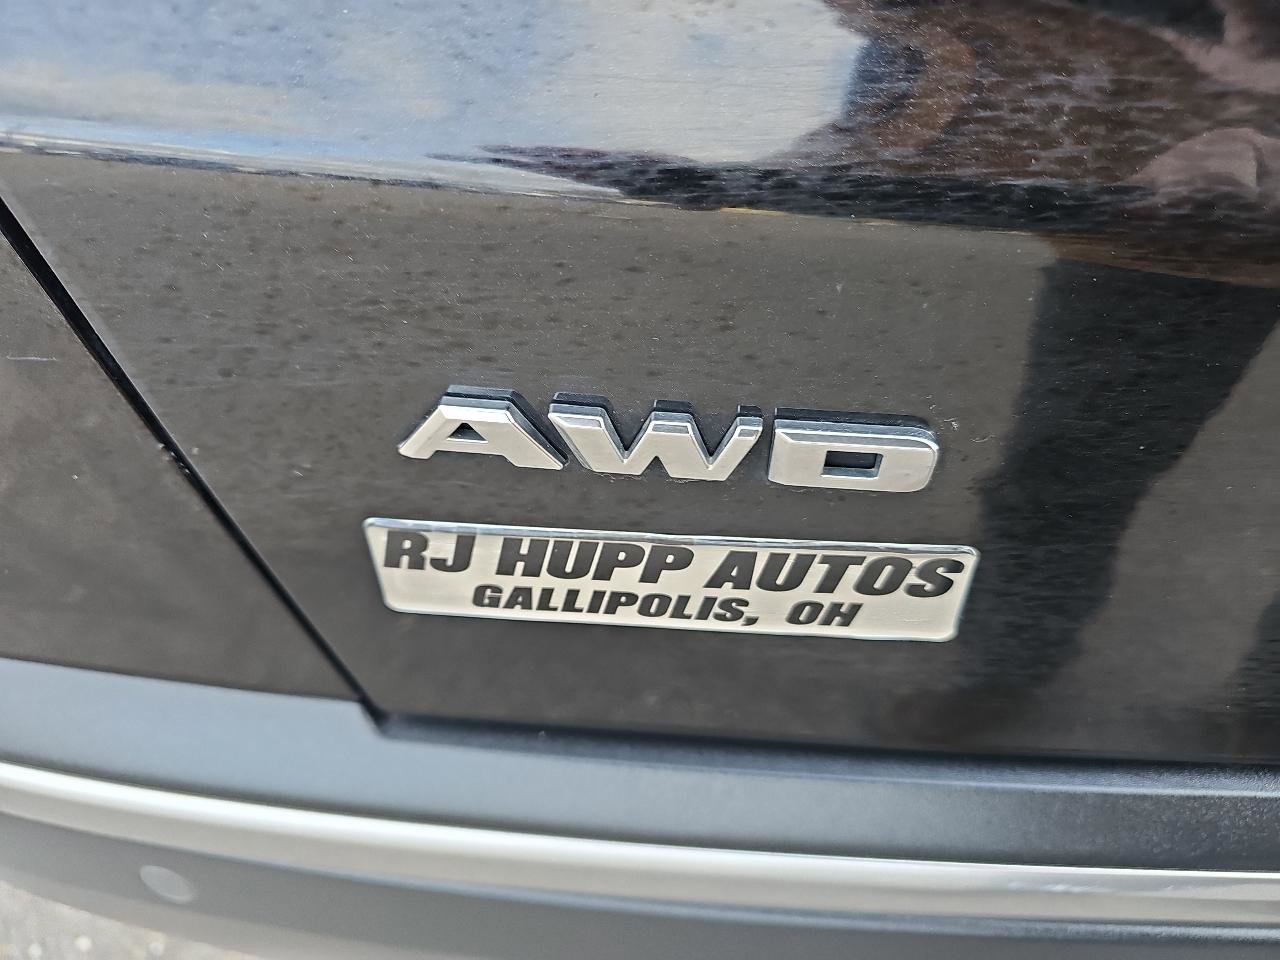 AWD
RJ HUPP AUTOS
GALLIPOLIS, OH